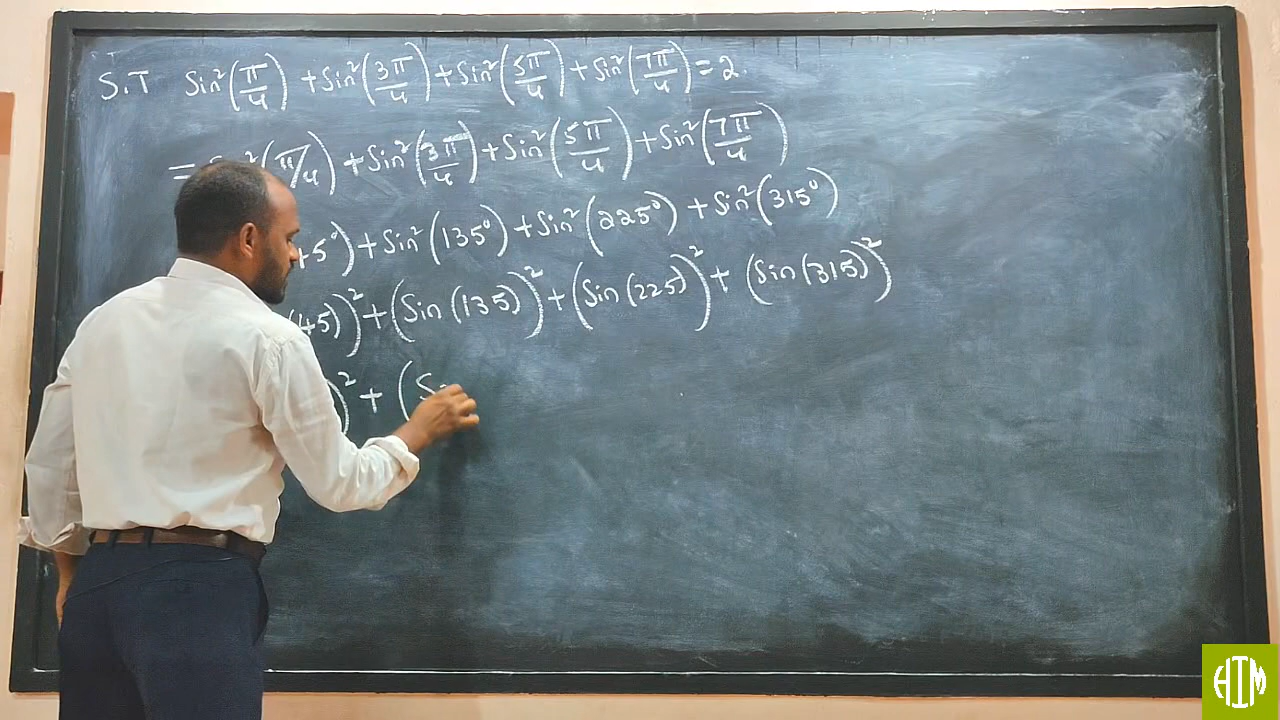 S.T Sin²(π/4) + Sin²(3π/4) + Sin²(5π/4) + Sin²(7π/4) = 2.
= (π/4) + Sin²(3π/4) + Sin²(5π/4) + Sin²(7π/4)
45°) + Sin²(135°) + Sin²(225°) + Sin²(315°)
(45))² + (Sin(135))² + (Sin(225))² + (Sin(315))²
)² + (S
HIM